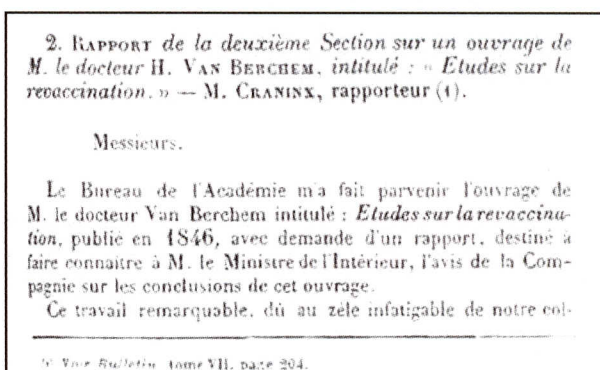 2. RAPPORT de la deuxième Section sur un ouvrage de
M. le docteur H. VAN BERCHEM, intitulé : « Etudes sur la
revaccination. » — M. CRANINX, rapporteur (1).
Messieurs.
Le Bureau de l'Académie m'a fait parvenir l'ouvrage de
M. le docteur Van Berchem intitulé : Etudes sur la revaccina-
tion, publié en 1846, avec demande d'un rapport, destiné à
faire connaître à M. le Ministre de l'Intérieur, l'avis de la Com-
pagnie sur les conclusions de cet ouvrage.
Ce travail remarquable, dû au zèle infatigable de notre col-
Voir Bulletin, tome VII, page 204.